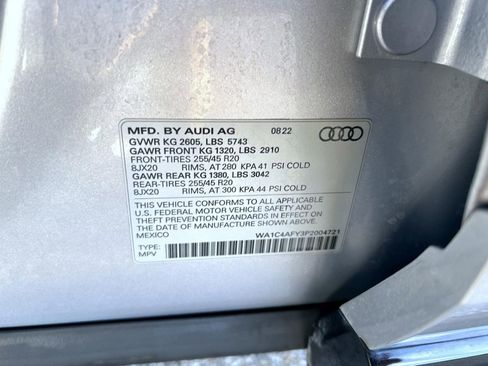 MFD. BY AUDI AG 08 22
GVWR KG 2605, LBS 5743
GAWR FRONT KG 1320, LBS 2910
FRONT-TIRES 255/45 R20
8JX20 RIMS, AT 280 KPA 41 PSI COLD
GAWR REAR KG 1380, LBS 3042
REAR-TIRES 255/45 R20
8JX20 RIMS, AT 300 KPA 44 PSI COLD
THIS VEHICLE CONFORMS TO ALL APPLICABLE
U.S. FEDERAL MOTOR VEHICLE SAFETY AND
THEFT PREVENTION STANDARDS IN EFFECT ON
THE DATE OF MANUFACTURE SHOWN ABOVE.
MEXICO
WA1C4AFY3P2004721
TYPE:
MPV